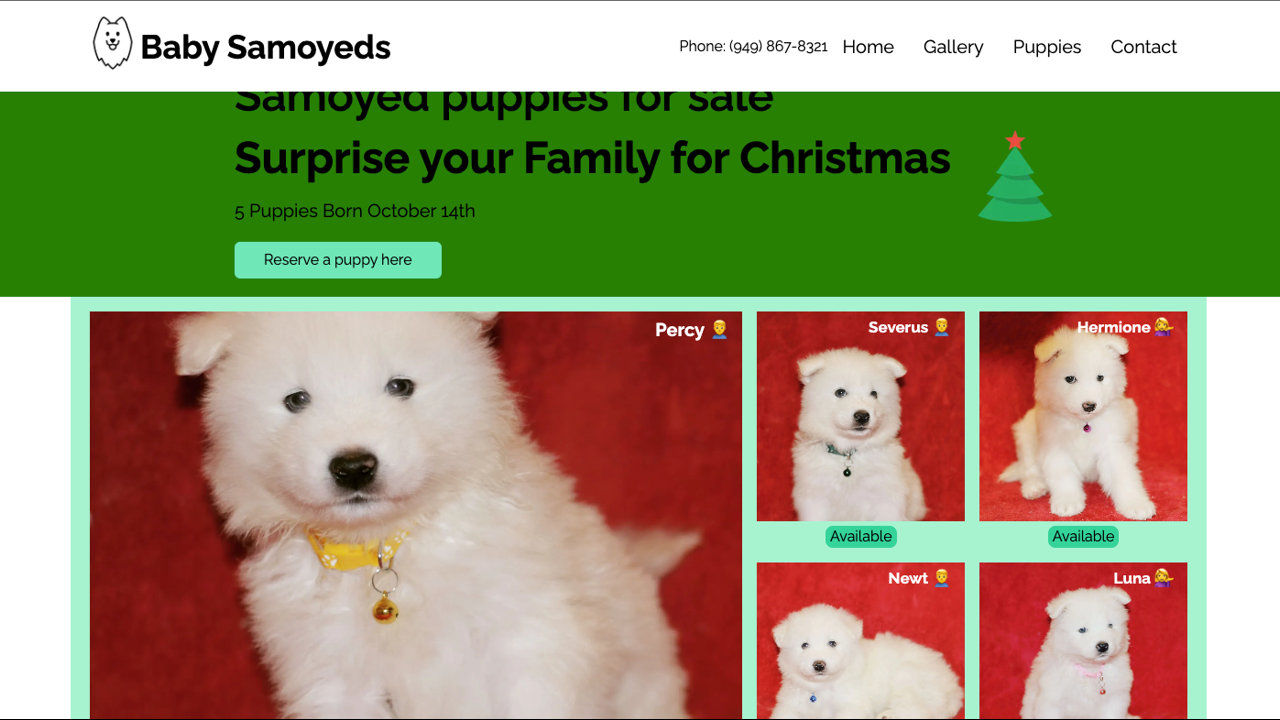 Baby Samoyeds
Phone: (949) 867-8321 Home Gallery Puppies Contact
Samoyed puppies for sale
Surprise your Family for Christmas
5 Puppies Born October 14th
Reserve a puppy here
Percy
Severus
Hermione
Available
Available
Newt
Luna